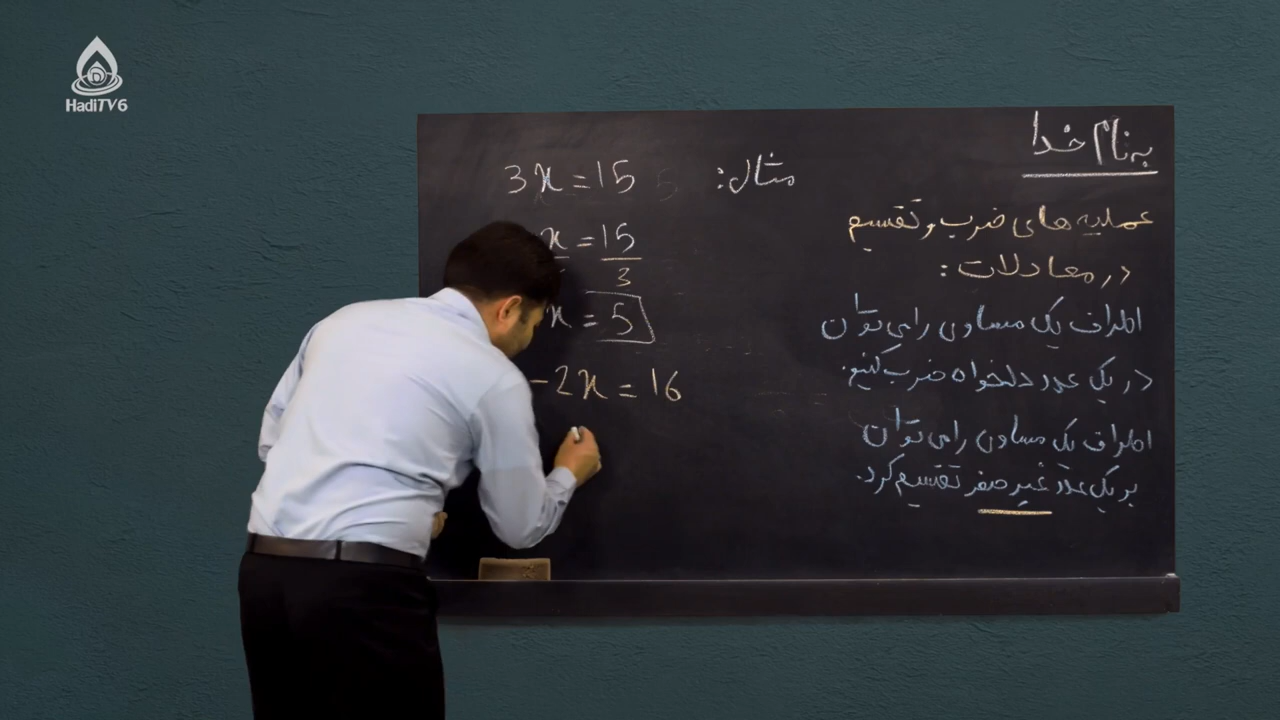 HadiTV6
به نام خدا
عملیه های ضرب و تقسیم
در معادلات:
اطراف یک مساوی را می توان
در یک عدد دلخواه ضرب کنیم.
اطراف یک مساوی را می توان
بر یک عدد غیر صفر تقسیم کرد.
مثال:
3x=15
x = 15
3
x = 5
-2x = 16